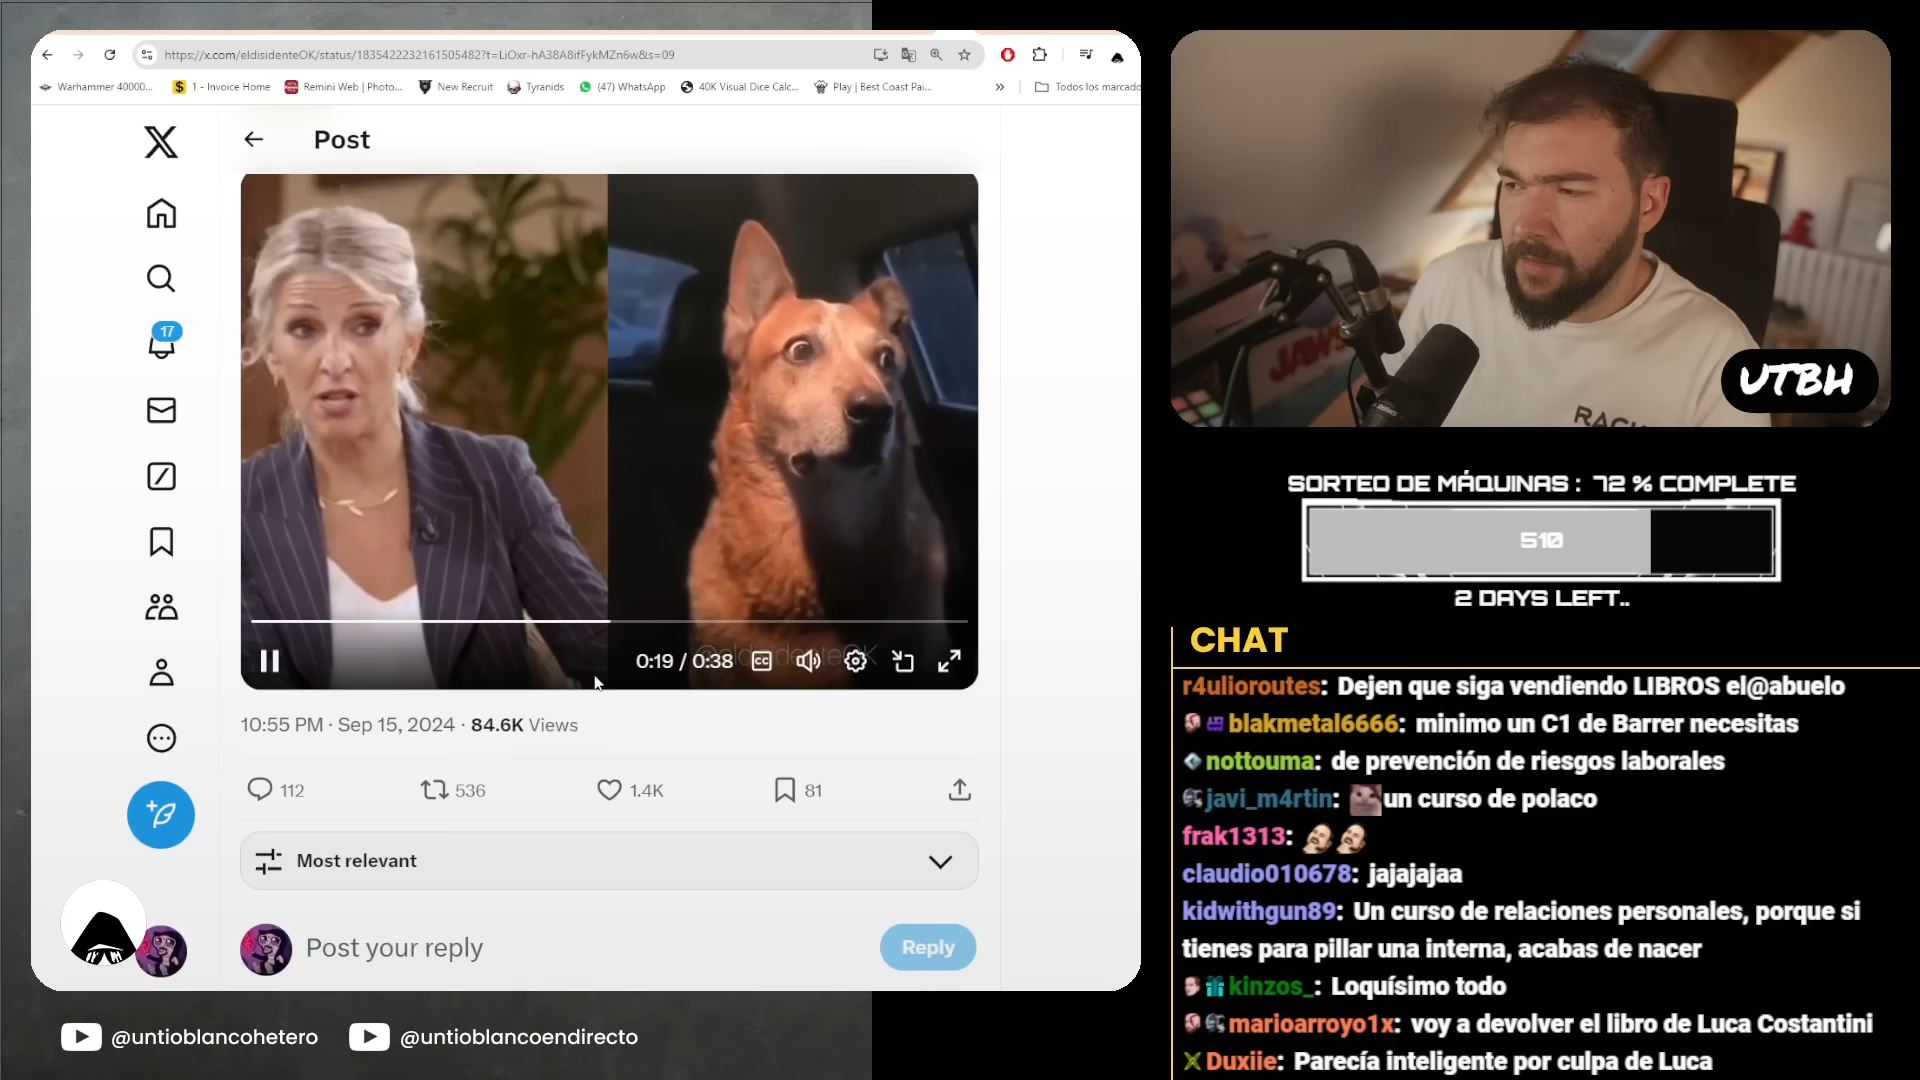 https://x.com/eldisidenteOK/status/1835422232161505482?t=LiOxr-hA38A8ifFykMZn6w&s=09
Warhammer 40000...
$ 1 - Invoice Home
Remini Web | Photo...
New Recruit
Tyranids
(47) WhatsApp
40K Visual Dice Calc...
Play | Best Coast Pai...
»
Todos los marcado
Post
17
0:19 / 0:38
CC
10:55 PM · Sep 15, 2024 · 84.6K Views
112
536
1.4K
81
Most relevant
Post your reply
Reply
@untioblancohetero
@untioblancoendirecto
JAWS
UTBH
SORTEO DE MÁQUINAS : 72 % COMPLETE
510
2 DAYS LEFT..
CHAT
r4ulioroutes: Dejen que siga vendiendo LIBROS el@abuelo
blakmetal6666: minimo un C1 de Barrer necesitas
nottouma: de prevención de riesgos laborales
javi_m4rtin: un curso de polaco
frak1313:
claudio010678: jajajajaa
kidwithgun89: Un curso de relaciones personales, porque si
tienes para pillar una interna, acabas de nacer
kinzos_: Loquísimo todo
marioarroyo1x: voy a devolver el libro de Luca Costantini
Duxiie: Parecía inteligente por culpa de Luca